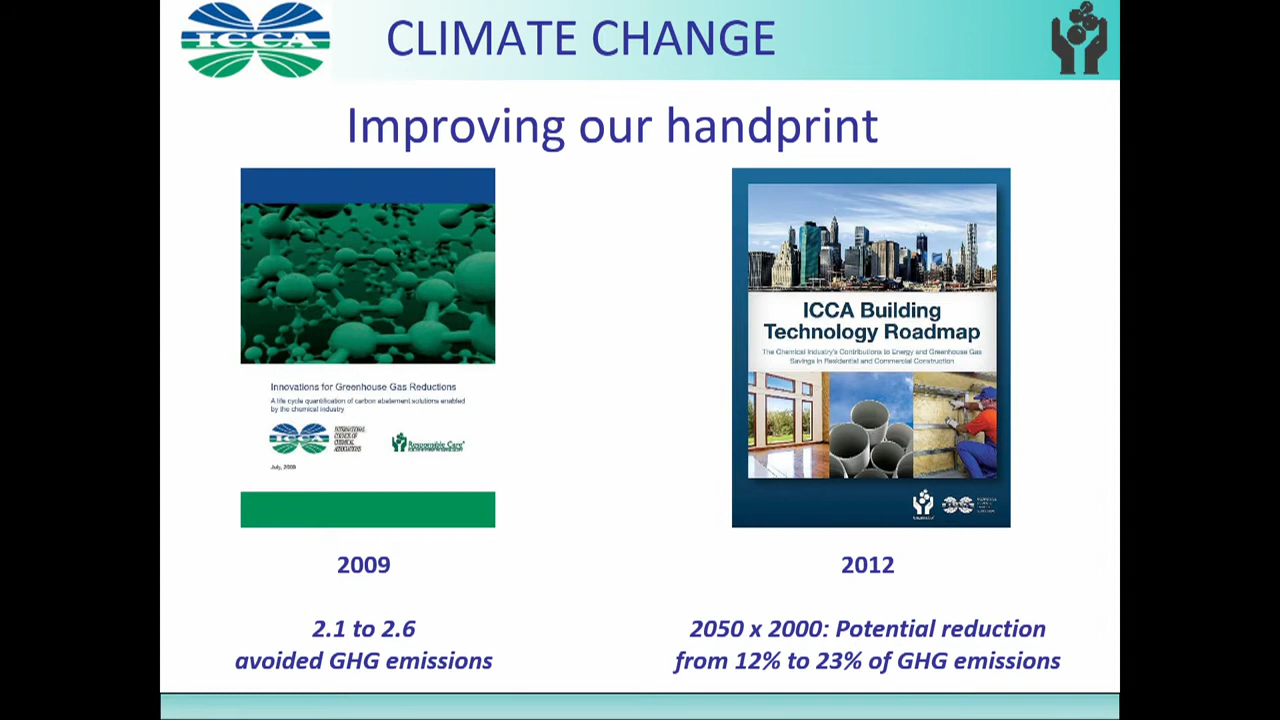 ICCA
CLIMATE CHANGE
Improving our handprint
Innovations for Greenhouse Gas Reductions
A life cycle quantification of carbon abatement solutions enabled
by the chemical industry
ICCA
INTERNATIONAL
COUNCIL OF
CHEMICAL
ASSOCIATIONS
Responsible Care
July, 2009
ICCA Building
Technology Roadmap
The Chemical Industry's Contributions to Energy and Greenhouse Gas
Savings in Residential and Commercial Construction
2009
2012
2.1 to 2.6
avoided GHG emissions
2050 x 2000: Potential reduction
from 12% to 23% of GHG emissions